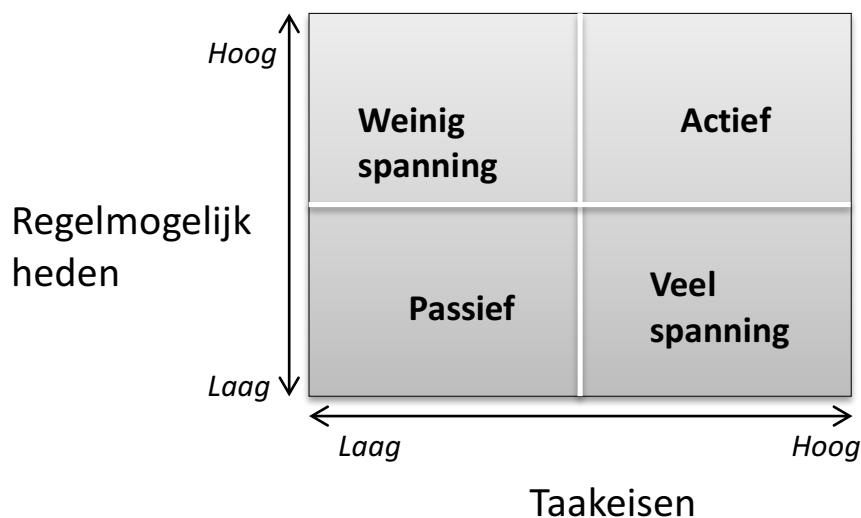 Hoog
Weinig
spanning
Actief
Regelmogelijk
heden
Passief
Veel
spanning
Laag
Laag
Hoog
Taakeisen